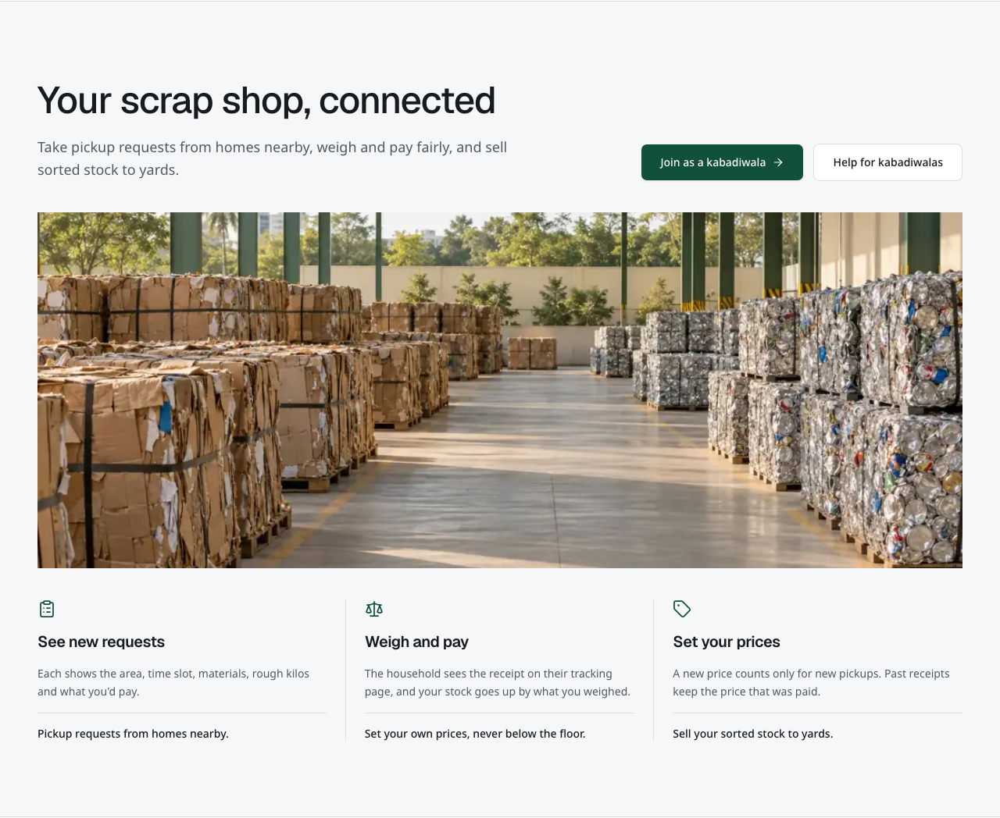 Your scrap shop, connected
Take pickup requests from homes nearby, weigh and pay fairly, and sell
sorted stock to yards.
Join as a kabadiwala →
Help for kabadiwalas
See new requests
Each shows the area, time slot, materials, rough kilos
and what you'd pay.
Pickup requests from homes nearby.
Weigh and pay
The household sees the receipt on their tracking
page, and your stock goes up by what you weighed.
Set your own prices, never below the floor.
Set your prices
A new price counts only for new pickups. Past receipts
keep the price that was paid.
Sell your sorted stock to yards.